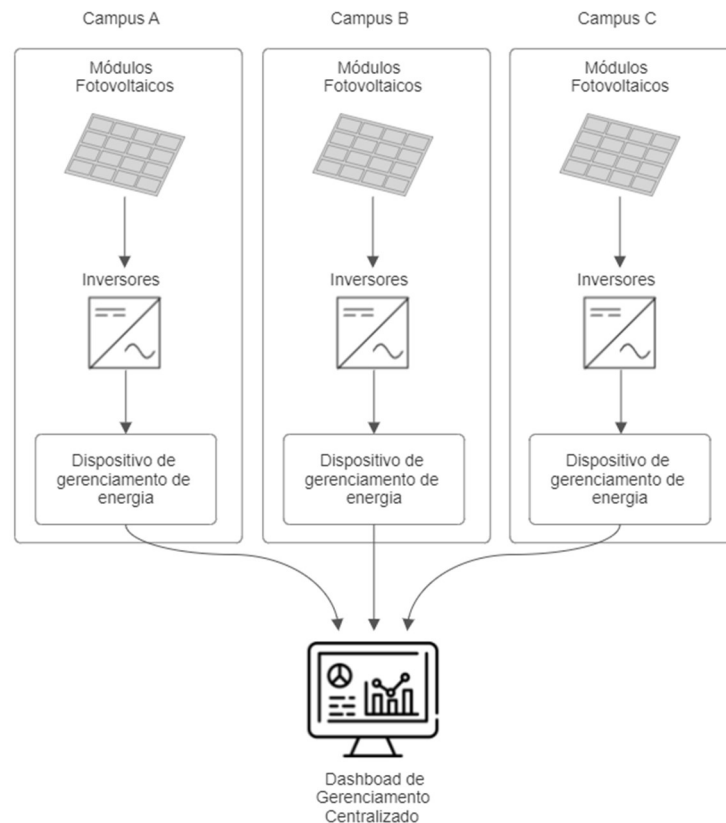 Campus A
Campus B
Campus C
Módulos
Fotovoltaicos
Módulos
Fotovoltaicos
Módulos
Fotovoltaicos
Inversores
Inversores
Inversores
Dispositivo de
gerenciamento de
energia
Dispositivo de
gerenciamento de
energia
Dispositivo de
gerenciamento de
energia
Dashboad de
Gerenciamento
Centralizado